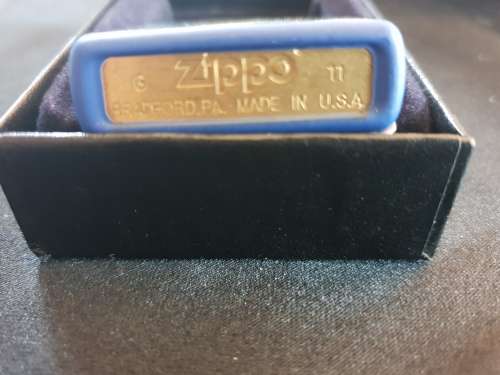 G Zippo 11
BRADFORD,PA. MADE IN U.S.A